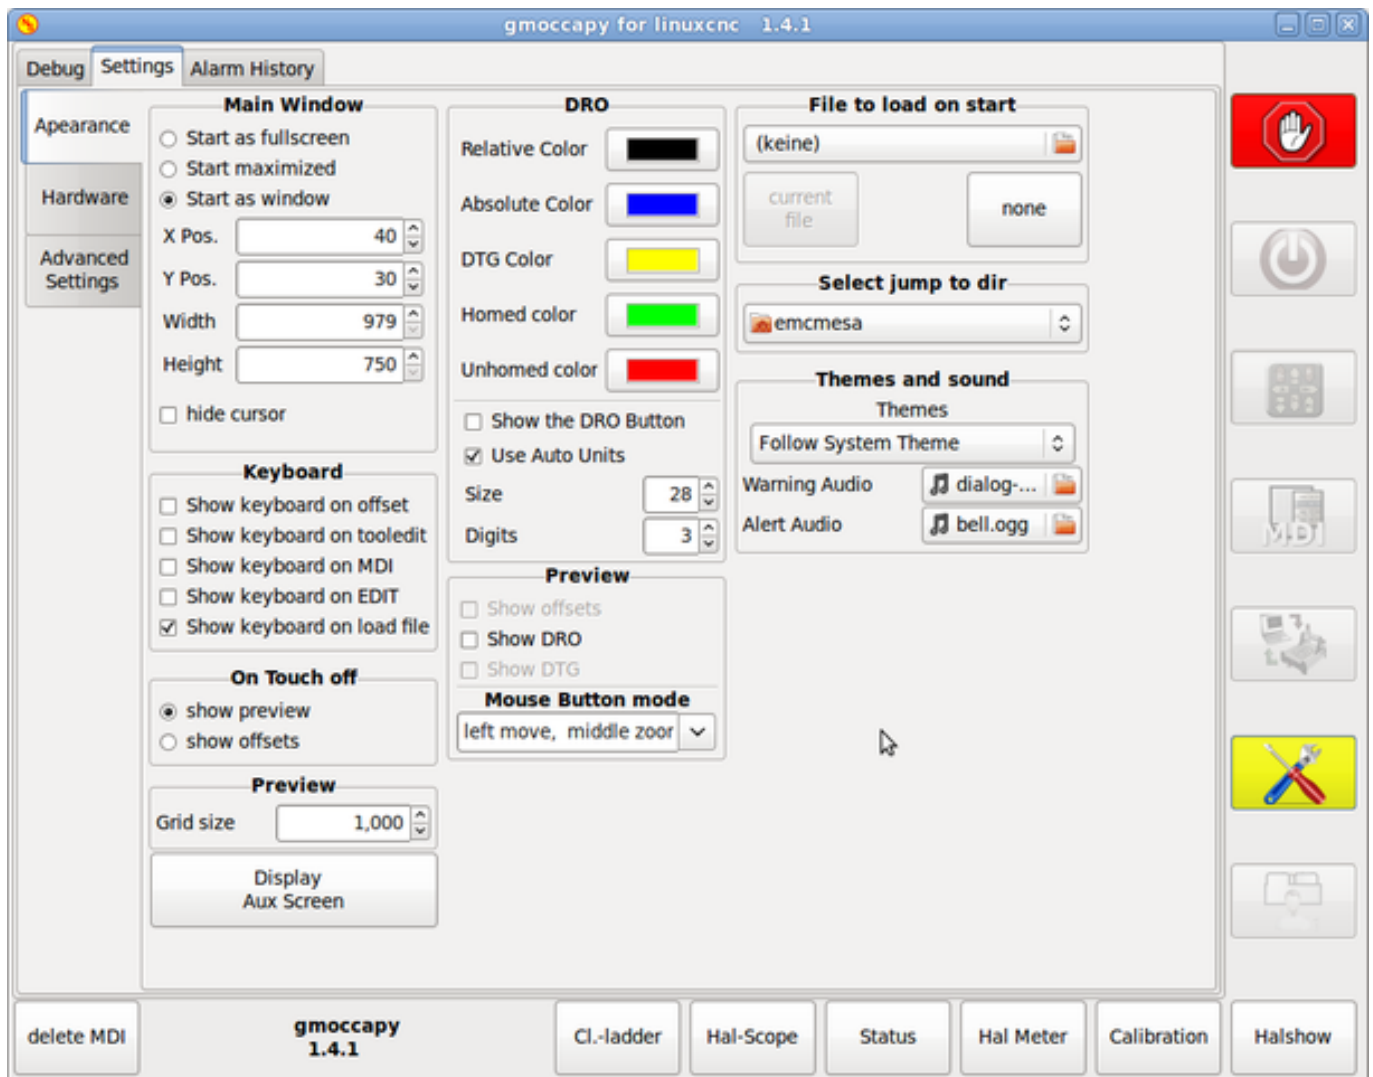 gmoccapy for linuxcnc 1.4.1
Debug
Settings
Alarm History
Apearance
Hardware
Advanced
Settings
Main Window
Start as fullscreen
Start maximized
Start as window
X Pos. 40
Y Pos. 30
Width 979
Height 750
hide cursor
Keyboard
Show keyboard on offset
Show keyboard on tooledit
Show keyboard on MDI
Show keyboard on EDIT
Show keyboard on load file
On Touch off
show preview
show offsets
Preview
Grid size 1,000
Display
Aux Screen
DRO
Relative Color
Absolute Color
DTG Color
Homed color
Unhomed color
Show the DRO Button
Use Auto Units
Size 28
Digits 3
Preview
Show offsets
Show DRO
Show DTG
Mouse Button mode
left move, middle zoor
File to load on start
(keine)
current
file
none
Select jump to dir
emcmesa
Themes and sound
Themes
Follow System Theme
Warning Audio dialog-...
Alert Audio bell.ogg
MDI
delete MDI
gmoccapy
1.4.1
Cl.-ladder
Hal-Scope
Status
Hal Meter
Calibration
Halshow